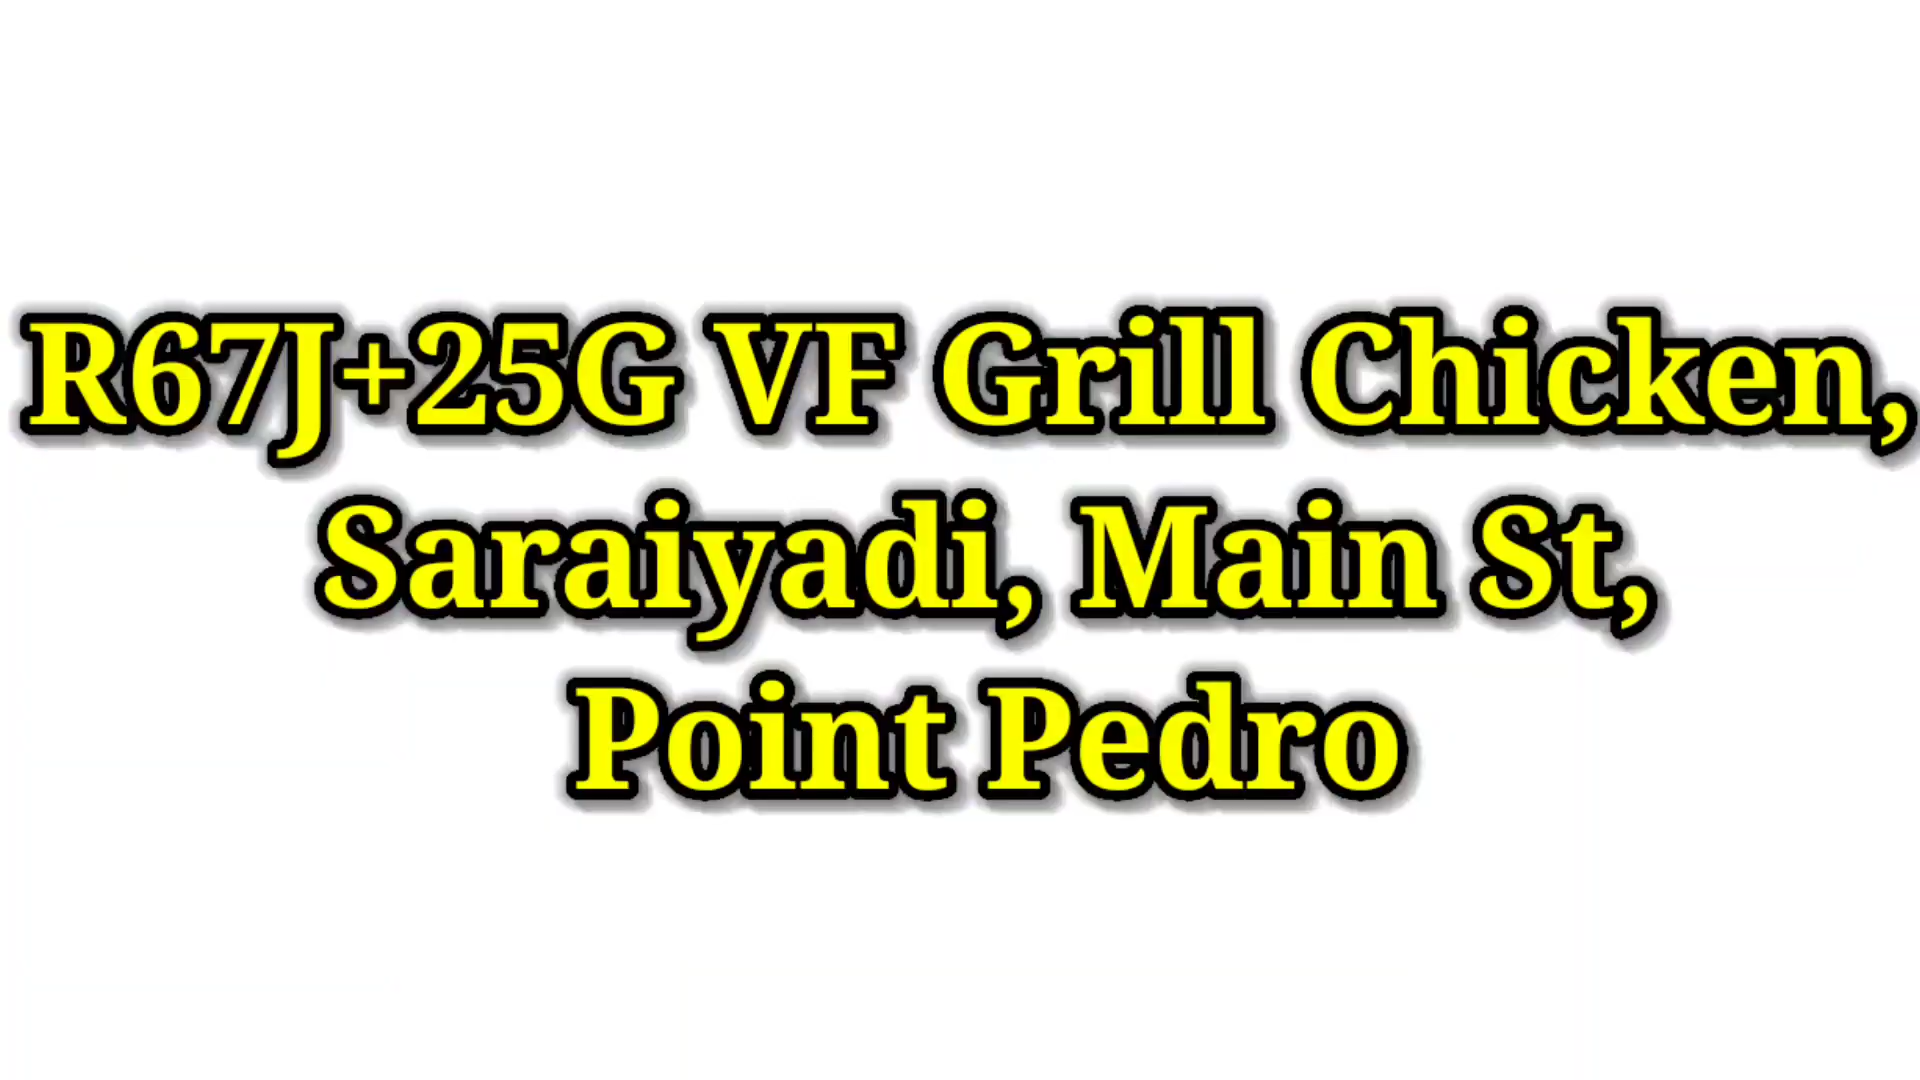 R67J+25G VF Grill Chicken,
Saraiyadi, Main St,
Point Pedro